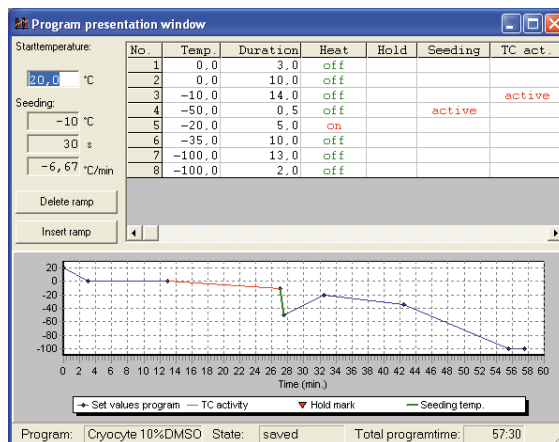 Program presentation window
Starttemperature:
20,0 °C
Seeding:
-10 °C
30 s
-6,67 °C/min
Delete ramp
Insert ramp
No. Temp. Duration Heat Hold Seeding TC act.
1 0,0 3,0 off
2 0,0 10,0 off
3 -10,0 14,0 off active
4 -50,0 0,5 off active
5 -20,0 5,0 on
6 -35,0 10,0 off
7 -100,0 13,0 off
8 -100,0 2,0 off
20
0
-20
-40
-60
-80
-100
0 2 4 6 8 10 12 14 16 18 20 22 24 26 28 30 32 34 36 38 40 42 44 46 48 50 52 54 56 58 60
Time (min.)
Set values program TC activity Hold mark Seeding temp.
Program: Cryocyte 10%DMSO State: saved Total programtime: 57:30